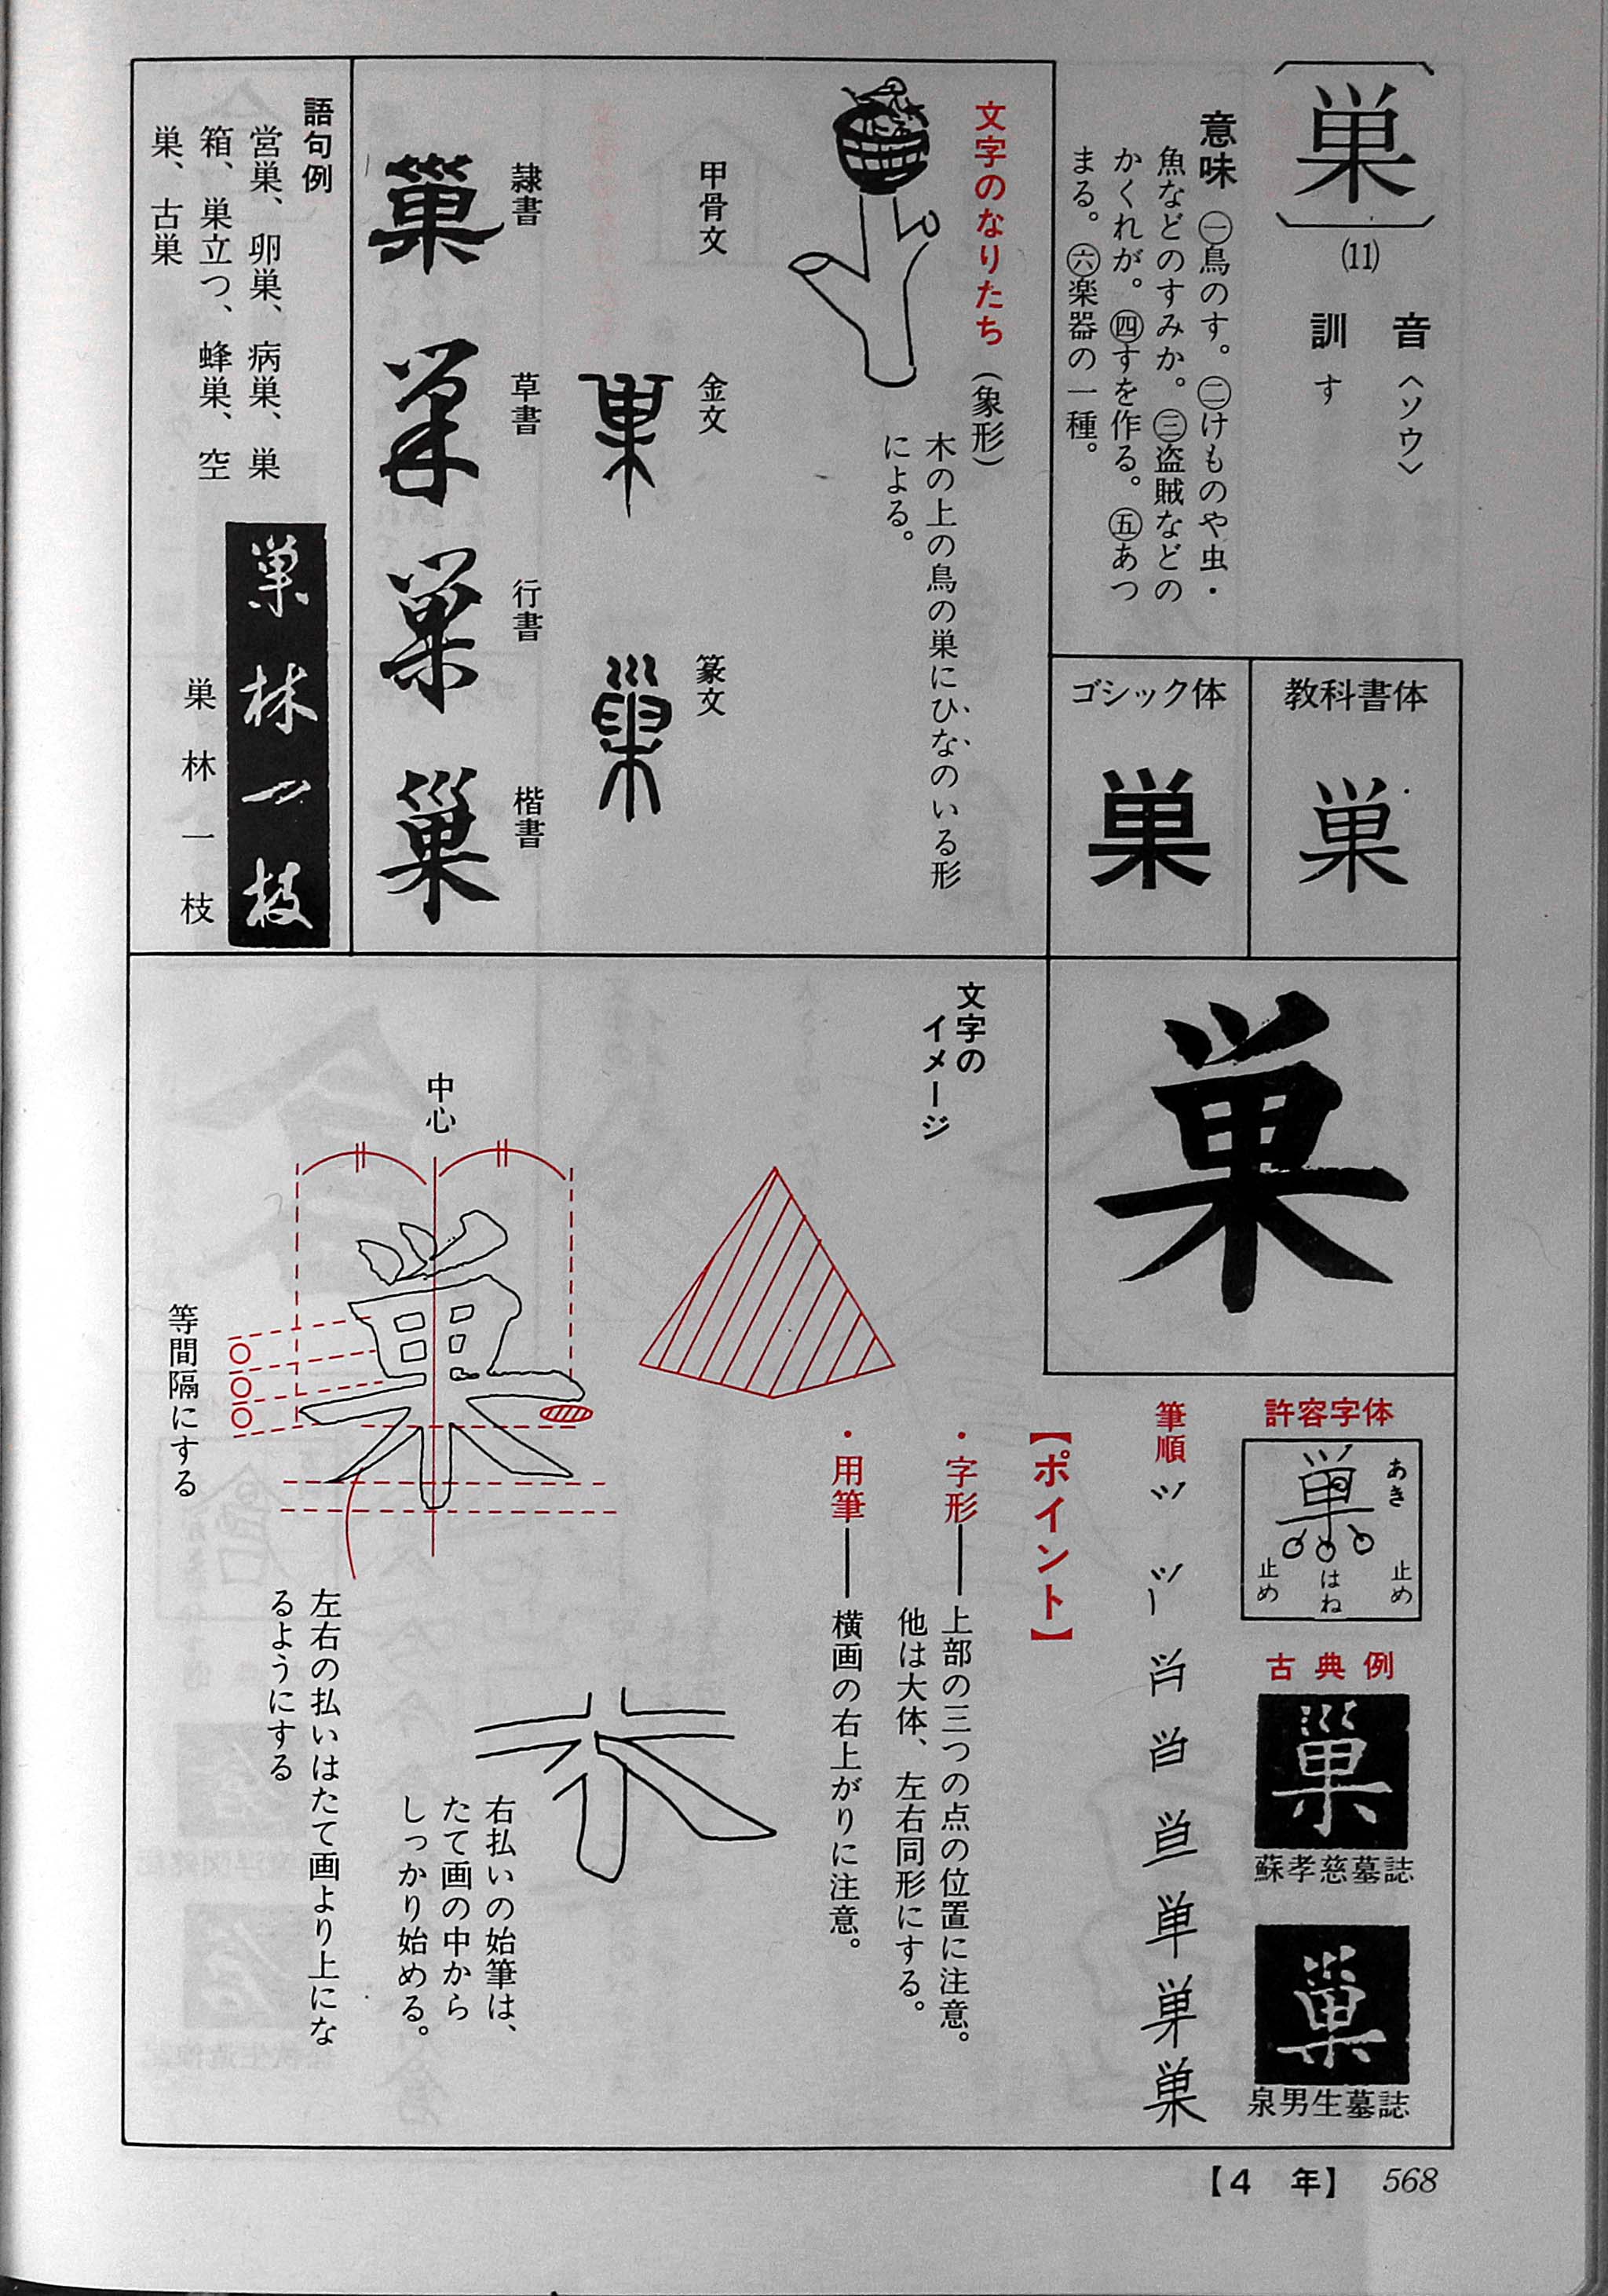 巣
(11)
音〈ソウ〉
訓 す
意味 ㊀鳥のす。㊁けものや虫・
魚などのすみか。㊂盗賊などの
かくれが。㊃すを作る。㊄あつ
まる。㊅楽器の一種。
教科書体
巣
ゴシック体
巣
文字のなりたち(象形)
木の上の鳥の巣にひなのいる形
による。
甲骨文
金文
巣
篆文
巢
隷書
巢
草書
巣
行書
巣
楷書
巢
語句例
営巣、卵巣、病巣、巣
箱、巣立つ、蜂巣、空
巣、古巣
巣林一枝
巣林一枝
巣
許容字体
巣
あき
止め
はね
止め
古典例
巢
蘇孝慈墓誌
巢
泉男生墓誌
筆順
巣
【ポイント】
・字形―上部の三つの点の位置に注意。
他は大体、左右同形にする。
・用筆―横画の右上がりに注意。
文字の
イメージ
中心
巣
等間隔にする
右払いの始筆は、
たて画の中から
しっかり始める。
左右の払いはたて画より上にな
るようにする
【4 年】 568